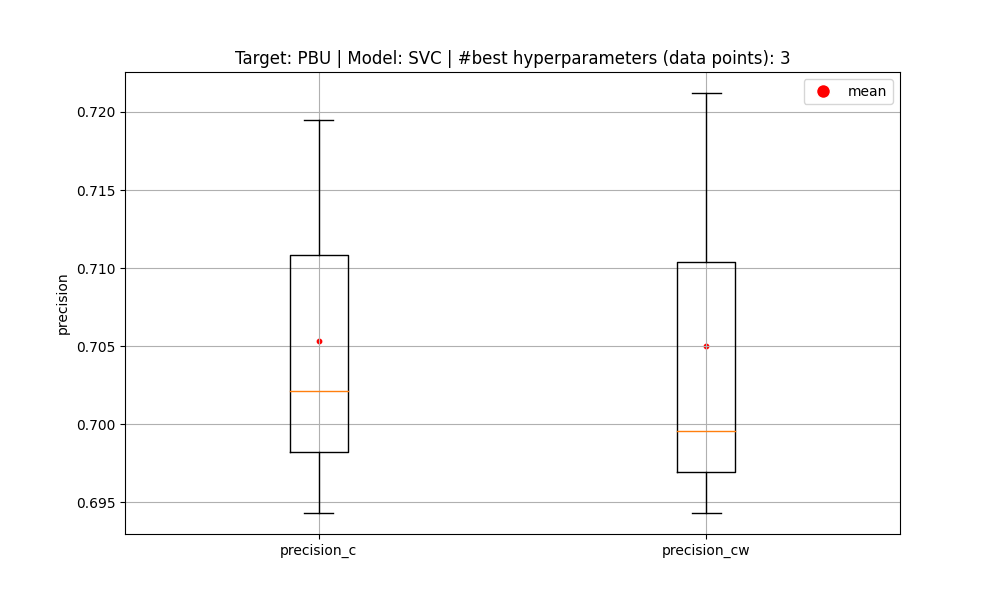 Target: PBU | Model: SVC | #best hyperparameters (data points): 3
mean
0.720
0.715
0.710
0.705
0.700
0.695
precision
precision_c
precision_cw